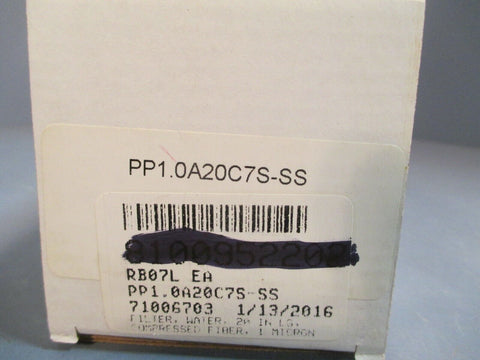 PP1.0A20C7S-SS
8100952202
RB07L EA
PP1.0A20C7S-SS
71006703 1/13/2016
FILTER, WATER, 20 IN LG,
COMPRESSED FIBER, 1 MICRON